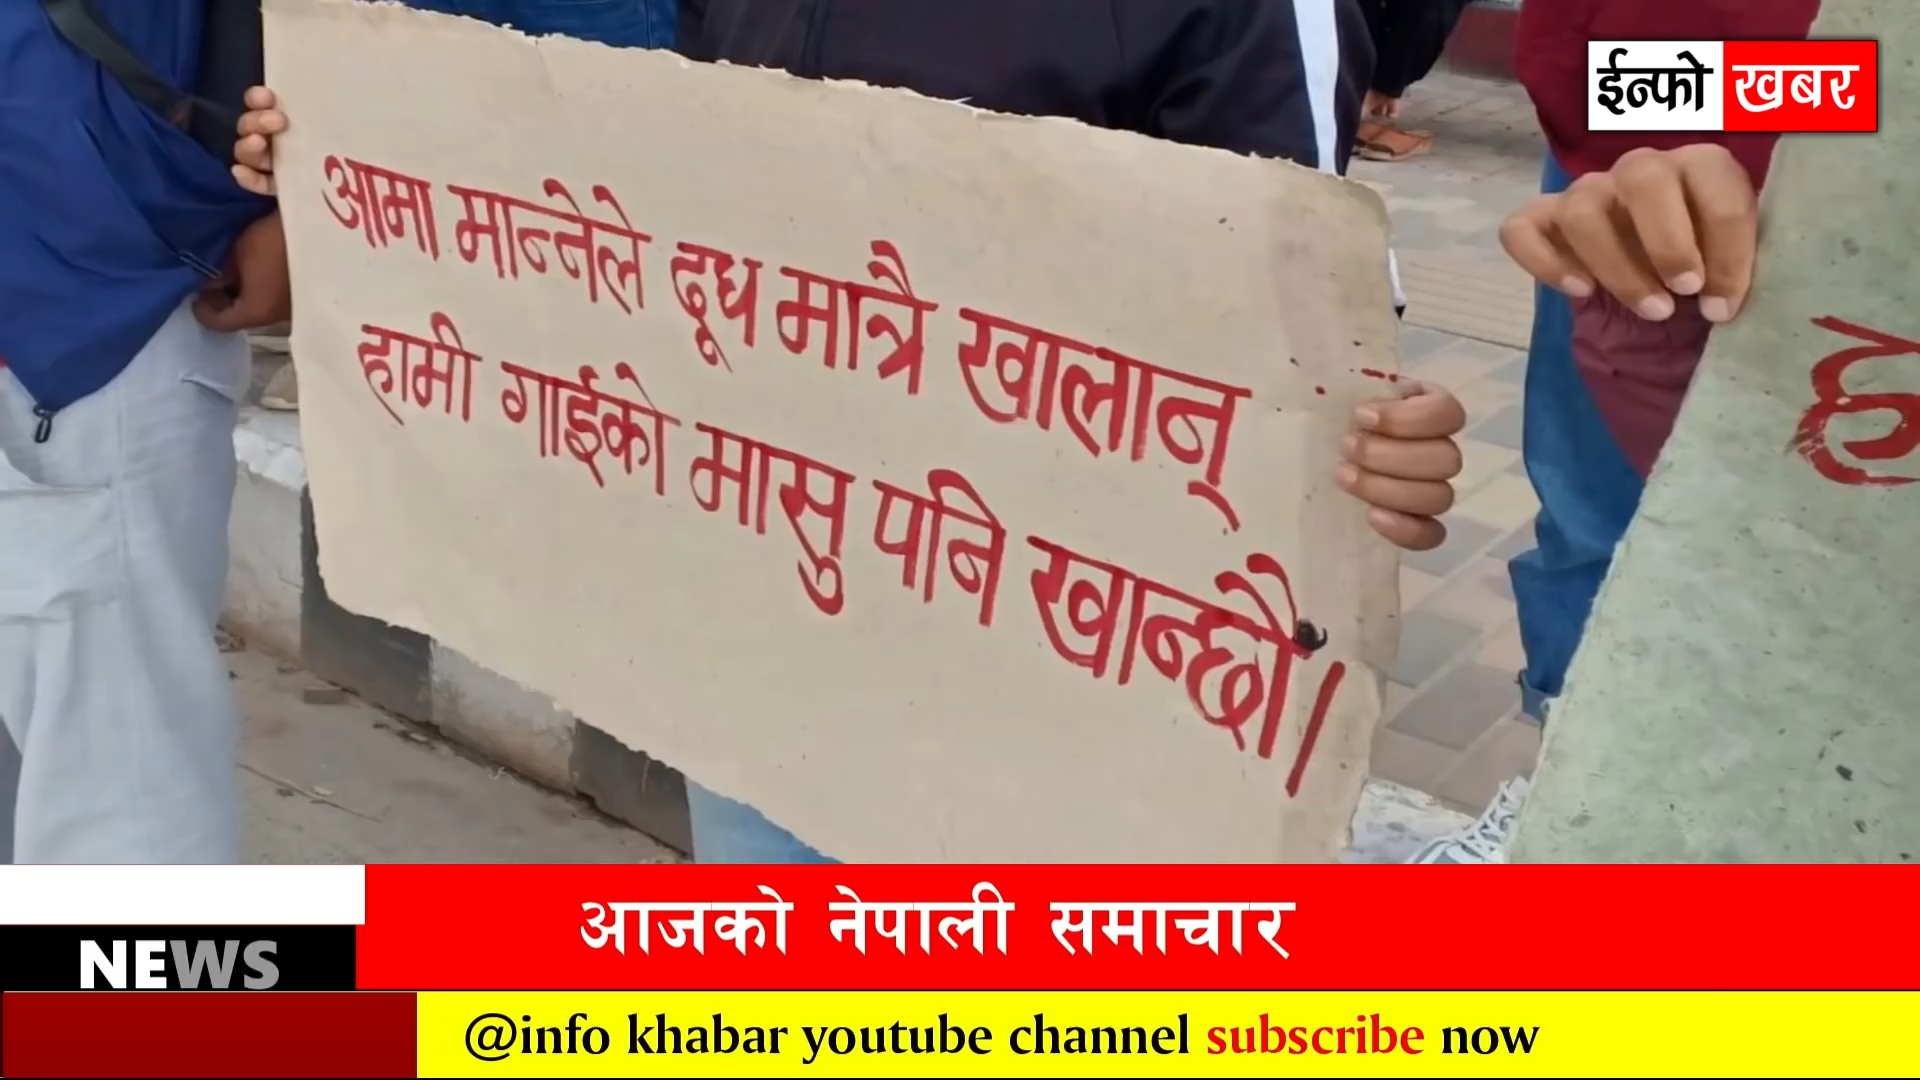 ईन्फो खबर
आमा मान्नेले दूध मात्रै खालान्
हामी गाईको मासु पनि खान्छौं।
ह
आजको नेपाली समाचार
NEWS
@info khabar youtube channel subscribe now